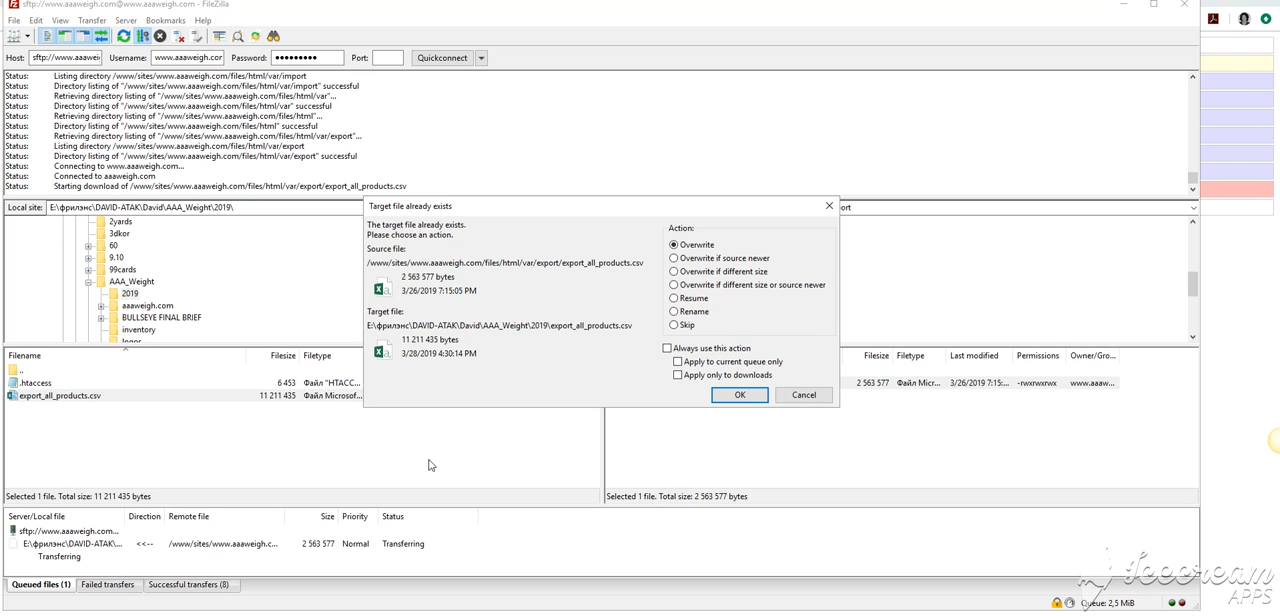 www.aaaweigh.com@www.aaaweigh.com - FileZilla
File Edit View Transfer Server Bookmarks Help
Host: sftp://www.aaawei Username: www.aaaweigh.cor Password: ●●●●●●●●● Port: Quickconnect
Status: Listing directory /www/sites/www.aaaweigh.com/files/html/var/import
Status: Directory listing of "/www/sites/www.aaaweigh.com/files/html/var/import" successful
Status: Retrieving directory listing of "/www/sites/www.aaaweigh.com/files/html/var"...
Status: Directory listing of "/www/sites/www.aaaweigh.com/files/html/var" successful
Status: Retrieving directory listing of "/www/sites/www.aaaweigh.com/files/html"...
Status: Directory listing of "/www/sites/www.aaaweigh.com/files/html" successful
Status: Retrieving directory listing of "/www/sites/www.aaaweigh.com/files/html/var/export"...
Status: Listing directory /www/sites/www.aaaweigh.com/files/html/var/export
Status: Directory listing of "/www/sites/www.aaaweigh.com/files/html/var/export" successful
Status: Connecting to www.aaaweigh.com...
Status: Connected to aaaweigh.com
Status: Starting download of /www/sites/www.aaaweigh.com/files/html/var/export/export_all_products.csv
Local site: E:\фрилэнс\DAVID-ATAK\David\AAA_Weight\2019\
ort
2yards
3dkor
60
9.10
99cards
AAA_Weight
2019
aaaweigh.com
BULLSEYE FINAL BRIEF
inventory
logos
Target file already exists
The target file already exists.
Please choose an action.
Source file:
/www/sites/www.aaaweigh.com/files/html/var/export/export_all_products.csv
2 563 577 bytes
3/26/2019 7:15:05 PM
Target file:
E:\фрилэнс\DAVID-ATAK\David\AAA_Weight\2019\export_all_products.csv
11 211 435 bytes
3/28/2019 4:30:14 PM
Action:
Overwrite
Overwrite if source newer
Overwrite if different size
Overwrite if different size or source newer
Resume
Rename
Skip
Always use this action
Apply to current queue only
Apply only to downloads
OK Cancel
Filename Filesize Filetype
..
.htaccess 6 453 Файл "HTACC...
export_all_products.csv 11 211 435 Файл Microsof...
Selected 1 file. Total size: 11 211 435 bytes
Filesize Filetype Last modified Permissions Owner/Gro...
2 563 577 Файл Micr... 3/26/2019 7:15:... -rwxrwxrwx www.aaaw...
Selected 1 file. Total size: 2 563 577 bytes
Server/Local file Direction Remote file Size Priority Status
sftp://www.aaaweigh.com...
E:\фрилэнс\DAVID-ATAK\... <<-- /www/sites/www.aaaweigh.c... 2 563 577 Normal Transferring
Transferring
Queued files (1) Failed transfers Successful transfers (8)
Queue: 2,5 MiB
Icecream
APPS